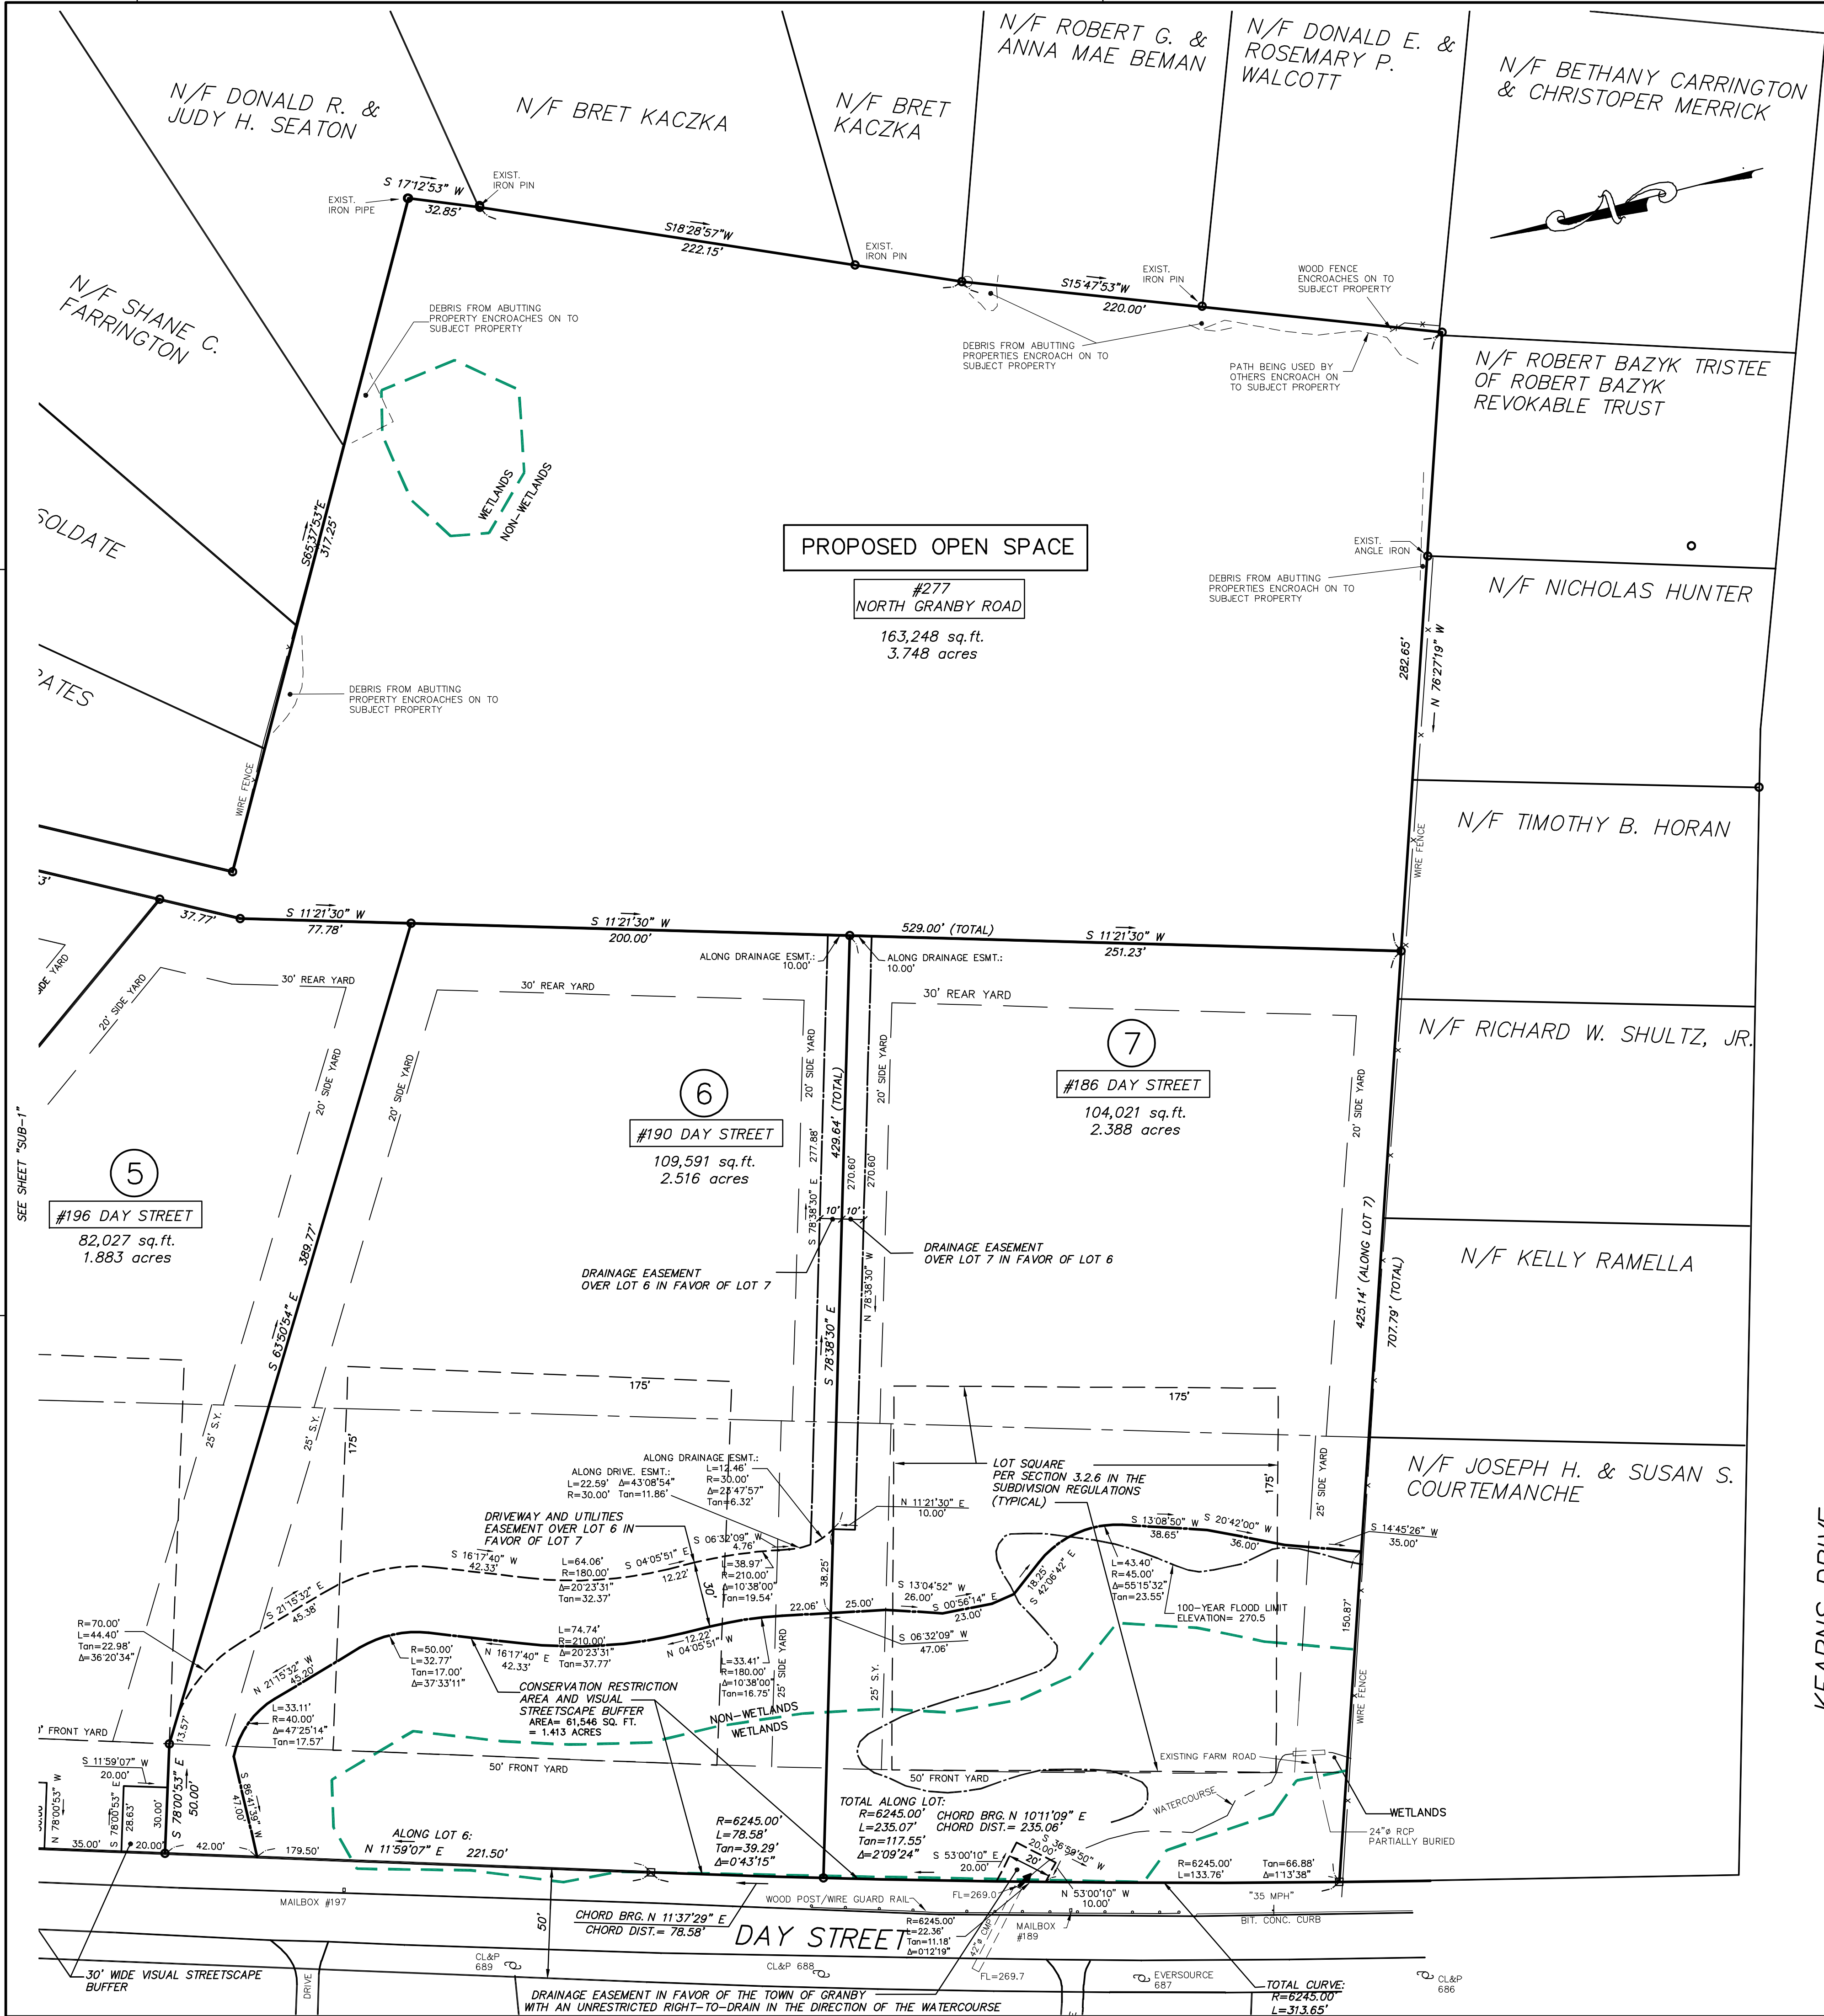 N/F DONALD R. &
JUDY H. SEATON
N/F BRET KACZKA
N/F BRET
KACZKA
N/F ROBERT G. &
ANNA MAE BEMAN
N/F DONALD E. &
ROSEMARY P.
WALCOTT
N/F BETHANY CARRINGTON
& CHRISTOPER MERRICK
N
EXIST.
IRON PIPE
S 17°12'53" W
32.85'
EXIST.
IRON PIN
S18°28'57"W
222.15'
EXIST.
IRON PIN
S15°47'53"W
220.00'
EXIST.
IRON PIN
WOOD FENCE
ENCROACHES ON TO
SUBJECT PROPERTY
N/F SHANE C.
FARRINGTON
DEBRIS FROM ABUTTING
PROPERTY ENCROACHES ON TO
SUBJECT PROPERTY
DEBRIS FROM ABUTTING
PROPERTIES ENCROACH ON TO
SUBJECT PROPERTY
PATH BEING USED BY
OTHERS ENCROACH ON
TO SUBJECT PROPERTY
N/F ROBERT BAZYK TRISTEE
OF ROBERT BAZYK
REVOKABLE TRUST
WETLANDS
NON-WETLANDS
S65°37'53"E
317.25'
SOLDATE
PROPOSED OPEN SPACE
#277
NORTH GRANBY ROAD
163,248 sq.ft.
3.748 acres
EXIST.
ANGLE IRON
DEBRIS FROM ABUTTING
PROPERTIES ENCROACH ON TO
SUBJECT PROPERTY
N/F NICHOLAS HUNTER
282.65'
N 76°27'19" W
PATES
DEBRIS FROM ABUTTING
PROPERTY ENCROACHES ON TO
SUBJECT PROPERTY
WIRE FENCE
N/F TIMOTHY B. HORAN
WIRE FENCE
3'
37.77'
S 11°21'30" W
77.78'
S 11°21'30" W
200.00'
529.00' (TOTAL)
S 11°21'30" W
251.23'
ALONG DRAINAGE ESMT.:
10.00'
ALONG DRAINAGE ESMT.:
10.00'
SIDE YARD
20' SIDE YARD
30' REAR YARD
30' REAR YARD
30' REAR YARD
N/F RICHARD W. SHULTZ, JR.
20' SIDE YARD
20' SIDE YARD
20' SIDE YARD
20' SIDE YARD
20' SIDE YARD
SEE SHEET "SUB-1"
5
#196 DAY STREET
82,027 sq.ft.
1.883 acres
6
#190 DAY STREET
109,591 sq.ft.
2.516 acres
7
#186 DAY STREET
104,021 sq.ft.
2.388 acres
429.64' (TOTAL)
277.88'
S 78°38'30" E
270.60'
270.60'
10'
10'
N 78°38'30" W
S 78°38'30" E
DRAINAGE EASEMENT
OVER LOT 6 IN FAVOR OF LOT 7
DRAINAGE EASEMENT
OVER LOT 7 IN FAVOR OF LOT 6
S 63°50'54" E
389.77'
425.14' (ALONG LOT 7)
707.79' (TOTAL)
N/F KELLY RAMELLA
175'
175'
25' S.Y.
25' S.Y.
175'
175'
ALONG DRAINAGE ESMT.:
L=12.46'
R=30.00'
Δ=23°47'57"
Tan=6.32'
ALONG DRIVE. ESMT.:
L=22.59' Δ=43°08'54"
R=30.00' Tan=11.86'
LOT SQUARE
PER SECTION 3.2.6 IN THE
SUBDIVISION REGULATIONS
(TYPICAL)
25' SIDE YARD
N/F JOSEPH H. & SUSAN S.
COURTEMANCHE
DRIVEWAY AND UTILITIES
EASEMENT OVER LOT 6 IN
FAVOR OF LOT 7
N 11°21'30" E
10.00'
S 06°32'09" W
4.76'
S 16°17'40" W
42.33'
L=64.06'
R=180.00'
Δ=20°23'31"
Tan=32.37'
S 04°05'51" E
12.22'
30'
L=38.97'
R=210.00'
Δ=10°38'00"
Tan=19.54'
38.25'
S 13°04'52" W
26.00'
S 00°56'14" E
23.00'
18.25'
S 42°06'42" E
L=43.40'
R=45.00'
Δ=55°15'32"
Tan=23.55'
S 13°08'50" W
38.65'
S 20°42'00" W
36.00'
S 14°45'26" W
35.00'
100-YEAR FLOOD LIMIT
ELEVATION= 270.5
150.87'
KEARNS DRIVE
S 21°15'32" E
45.38'
R=70.00'
L=44.40'
Tan=22.98'
Δ=36°20'34"
22.06'
25.00'
S 06°32'09" W
47.06'
L=74.74'
R=210.00'
Δ=20°23'31"
Tan=37.77'
12.22'
N 04°05'51" W
R=50.00'
L=32.77'
Tan=17.00'
Δ=37°33'11"
N 16°17'40" E
42.33'
N 21°15'32" W
45.20'
L=33.41'
R=180.00'
Δ=10°38'00"
Tan=16.75'
25' SIDE YARD
25' S.Y.
WIRE FENCE
CONSERVATION RESTRICTION
AREA AND VISUAL
STREETSCAPE BUFFER
AREA= 61,546 SQ. FT.
= 1.413 ACRES
L=33.11'
R=40.00'
Δ=47°25'14"
Tan=17.57'
NON-WETLANDS
WETLANDS
0' FRONT YARD
13.57'
50' FRONT YARD
50' FRONT YARD
EXISTING FARM ROAD
S 11°59'07" W
20.00'
S 86°41'39" W
47.00'
N 78°00'53" W
S 78°00'53" E
28.63'
30.00'
S 78°00'53" E
50.00'
35.00'
20.00'
42.00'
179.50'
ALONG LOT 6:
N 11°59'07" E 221.50'
R=6245.00'
L=78.58'
Tan=39.29'
Δ=0°43'15"
TOTAL ALONG LOT:
R=6245.00'
L=235.07'
Tan=117.55'
Δ=2°09'24"
CHORD BRG. N 10°11'09" E
CHORD DIST.= 235.06'
WATERCOURSE
WETLANDS
24"ø RCP
PARTIALLY BURIED
S 53°00'10" E
20.00'
S 36°59'50" W
20.00'
20'
N 53°00'10" W
10.00'
R=6245.00'
L=133.76'
Tan=66.88'
Δ=1°13'38"
MAILBOX #197
WOOD POST/WIRE GUARD RAIL
FL=269.0
"35 MPH"
BIT. CONC. CURB
CHORD BRG. N 11°37'29" E
CHORD DIST.= 78.58'
50'
DAY STREET
R=6245.00'
L=22.36'
Tan=11.18'
Δ=0°12'19"
42"ø CMP
MAILBOX
#189
FL=269.7
CL&P
689
CL&P 688
EVERSOURCE
687
CL&P
686
30' WIDE VISUAL STREETSCAPE
BUFFER
DRIVE
DRAINAGE EASEMENT IN FAVOR OF THE TOWN OF GRANBY
WITH AN UNRESTRICTED RIGHT-TO-DRAIN IN THE DIRECTION OF THE WATERCOURSE
TOTAL CURVE:
R=6245.00'
L=313.65'